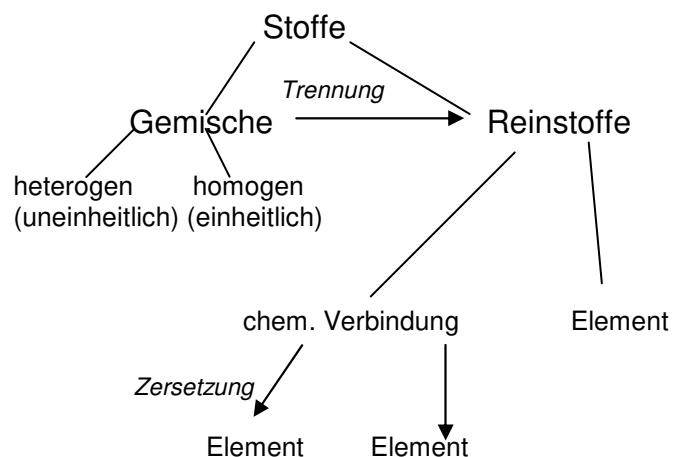 Stoffe
Trennung
Gemische Reinstoffe
heterogen homogen
(uneinheitlich) (einheitlich)
chem. Verbindung Element
Zersetzung
Element Element